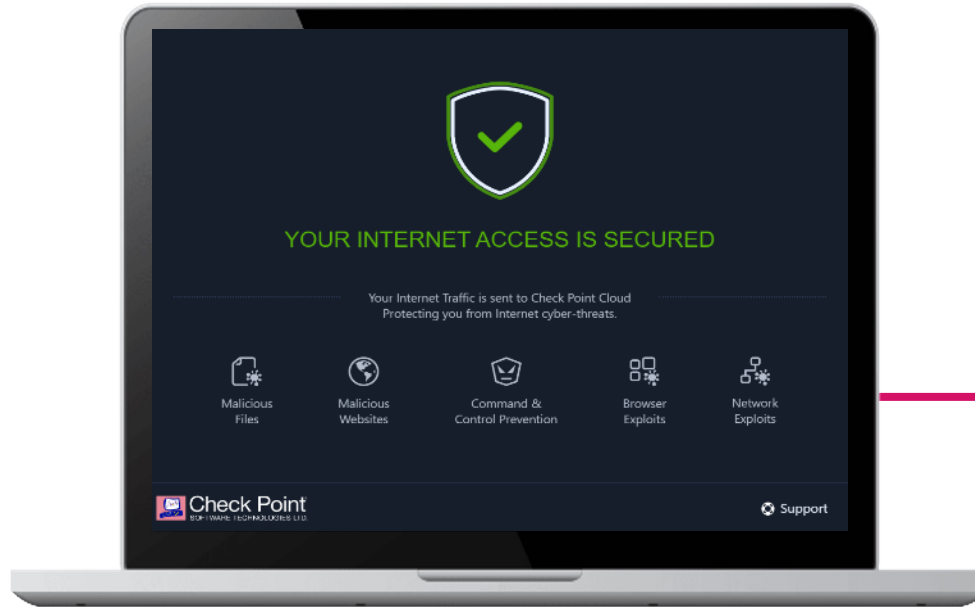 YOUR INTERNET ACCESS IS SECURED
Your Internet Traffic is sent to Check Point Cloud
Protecting you from Internet cyber-threats.
Malicious
Files
Malicious
Websites
Command &
Control Prevention
Browser
Exploits
Network
Exploits
Check Point
SOFTWARE TECHNOLOGIES LTD.
Support